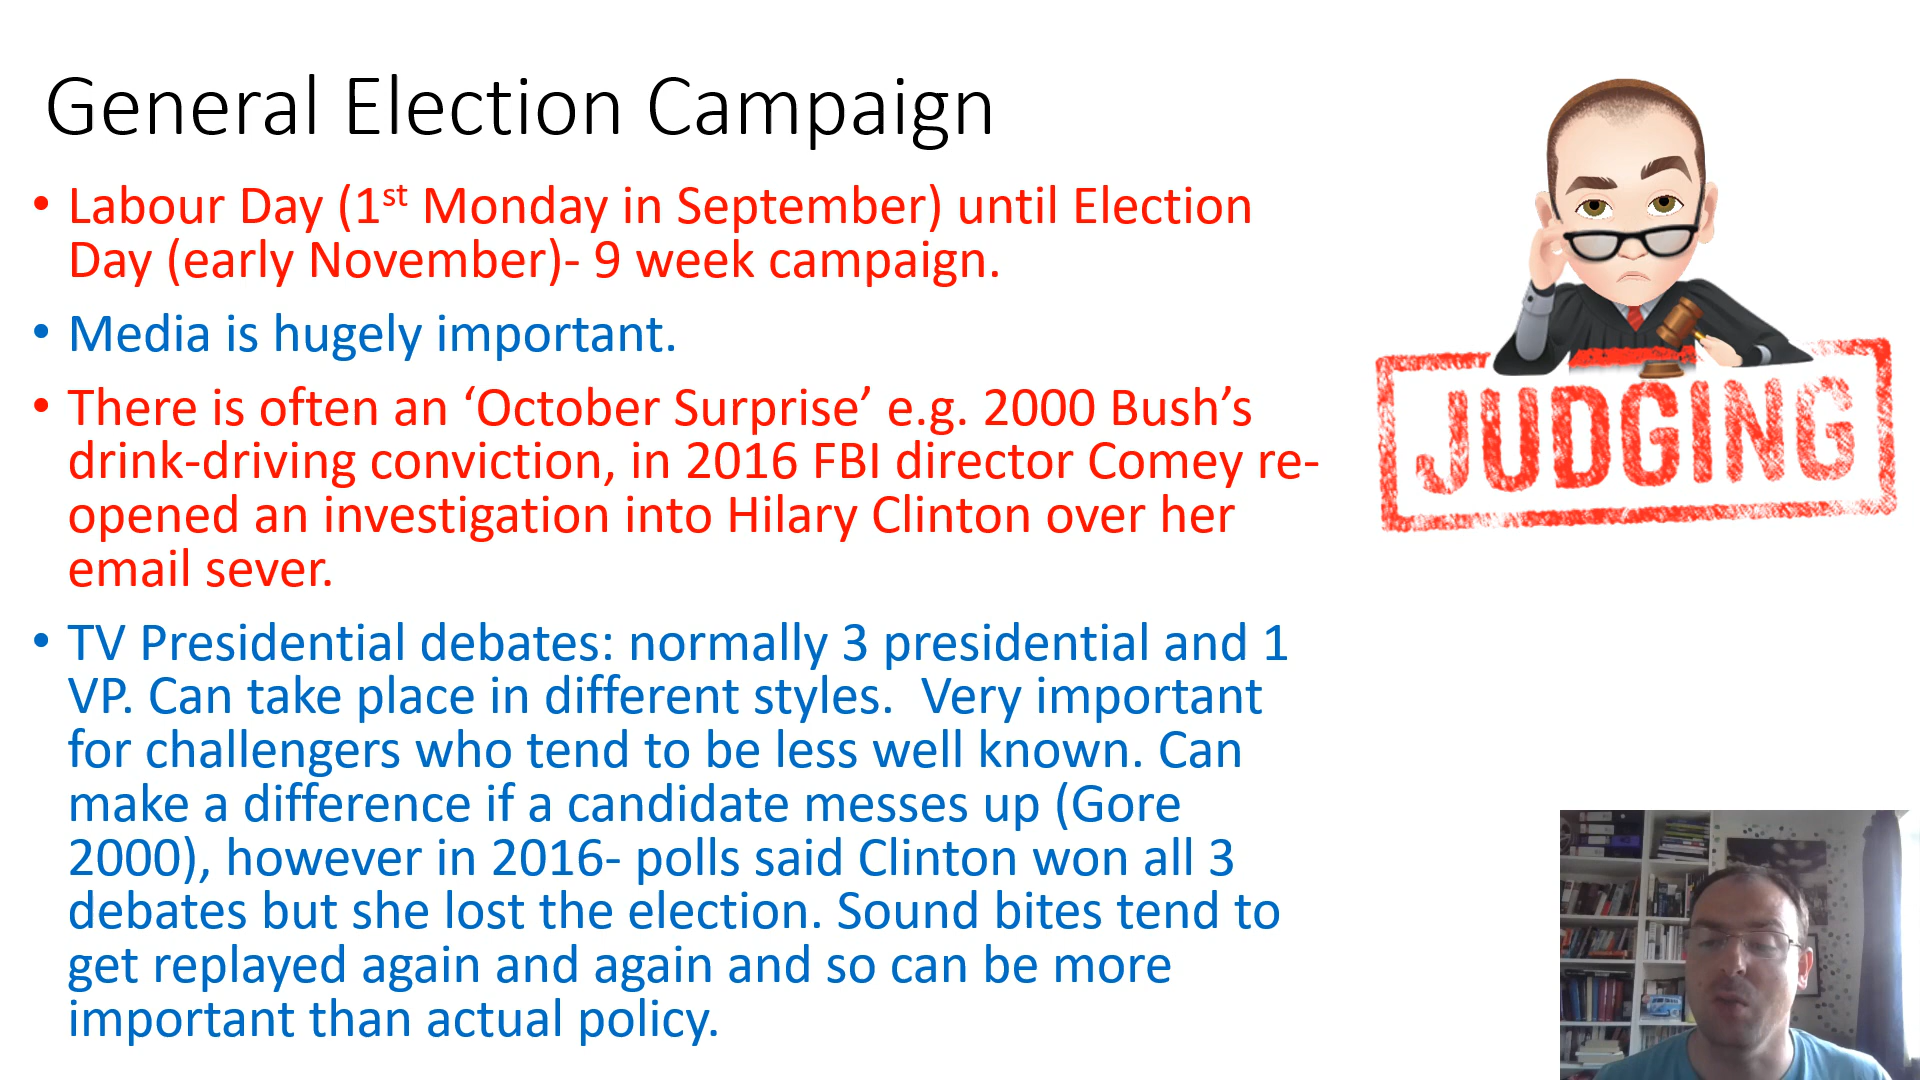 General Election Campaign
• Labour Day (1st Monday in September) until Election
Day (early November)- 9 week campaign.
• Media is hugely important.
• There is often an ‘October Surprise’ e.g. 2000 Bush’s
drink-driving conviction, in 2016 FBI director Comey re-
opened an investigation into Hilary Clinton over her
email sever.
• TV Presidential debates: normally 3 presidential and 1
VP. Can take place in different styles.  Very important
for challengers who tend to be less well known. Can
make a difference if a candidate messes up (Gore
2000), however in 2016- polls said Clinton won all 3
debates but she lost the election. Sound bites tend to
get replayed again and again and so can be more
important than actual policy.
JUDGING